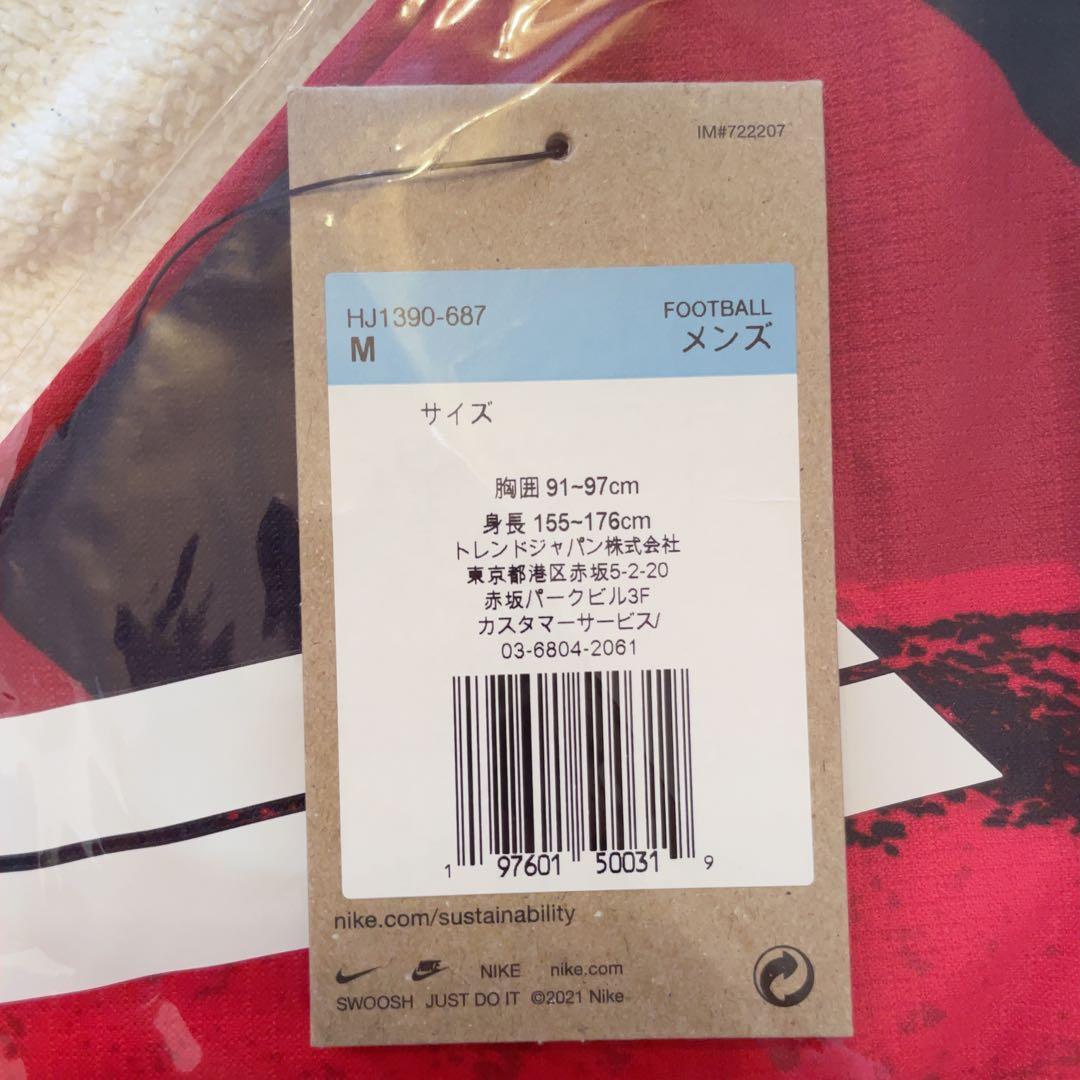 IM#722207
HJ1390-687
FOOTBALL
M
メンズ
サイズ
胸囲 91~97cm
身長 155~176cm
トレンドジャパン株式会社
東京都港区赤坂5-2-20
赤坂パークビル3F
カスタマーサービス/
03-6804-2061
1 97601 50031 9
nike.com/sustainability
NIKE nike.com
SWOOSH JUST DO IT ©2021 Nike